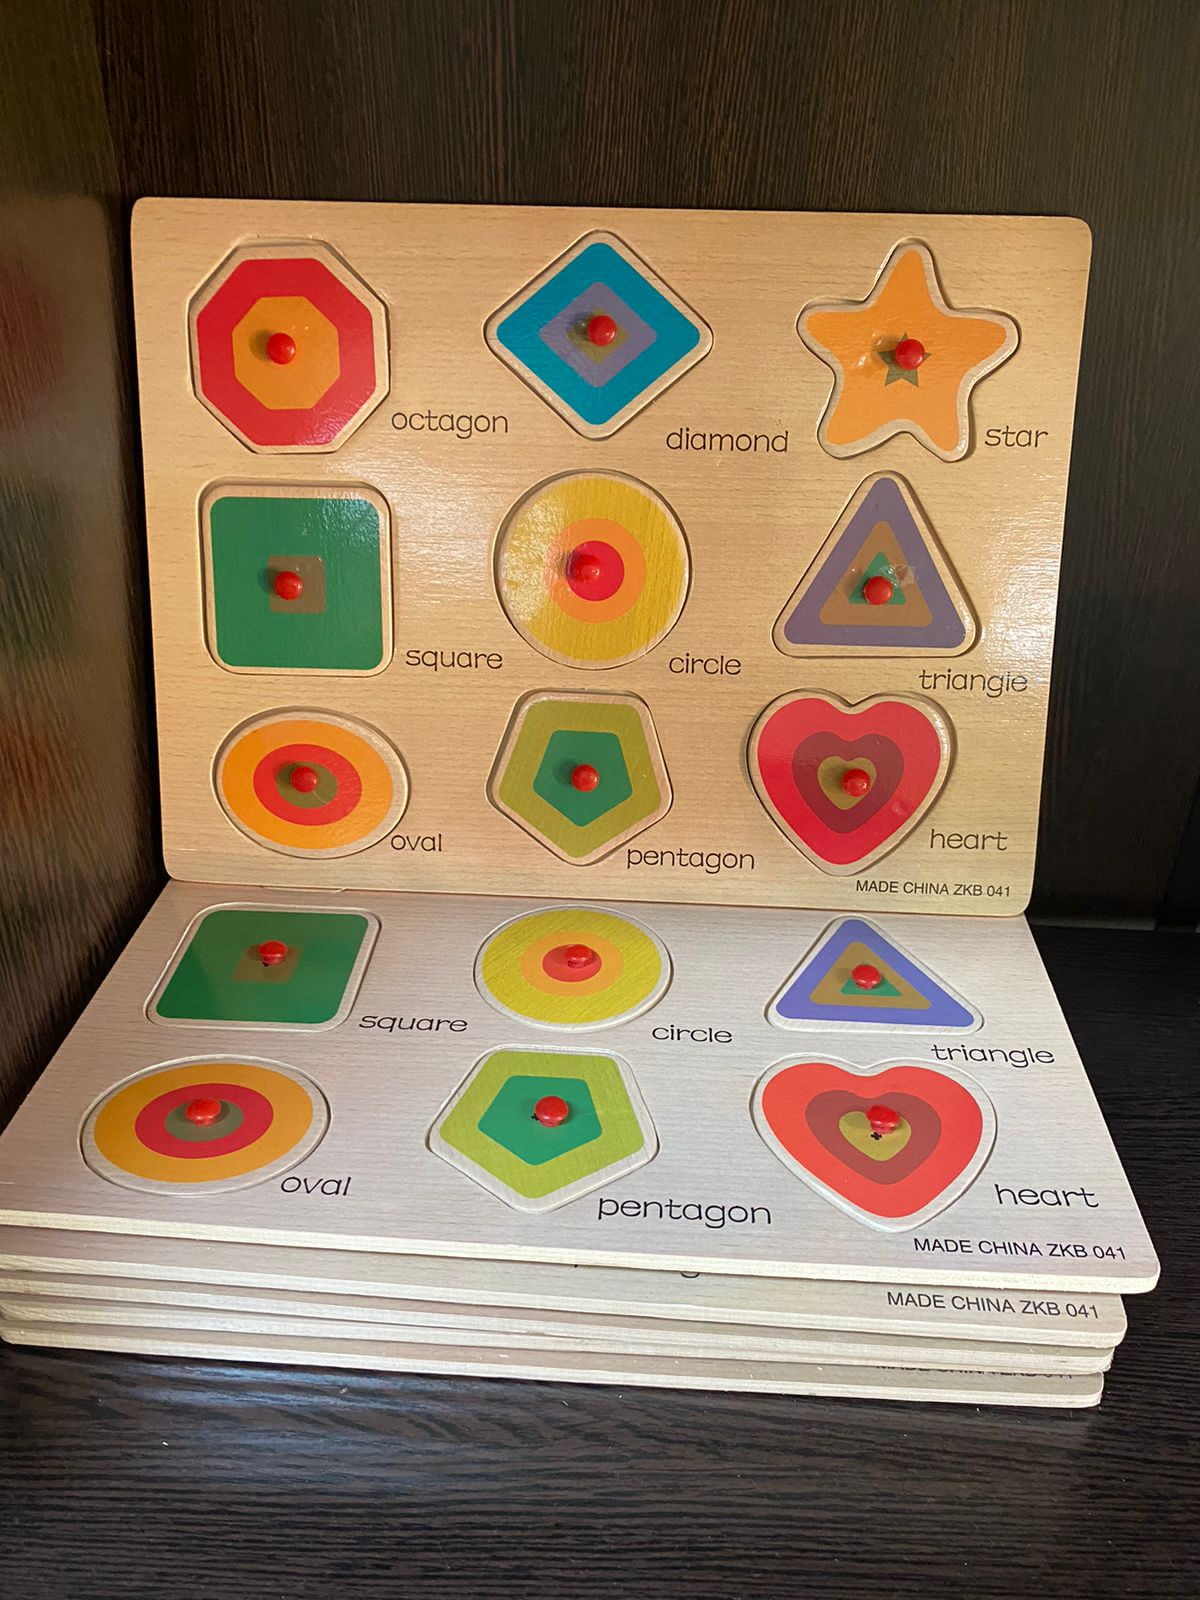 octagon
diamond
star
square
circle
triangle
oval
pentagon
heart
MADE CHINA ZKB 041
square
circle
triangle
oval
pentagon
heart
MADE CHINA ZKB 041
MADE CHINA ZKB 041